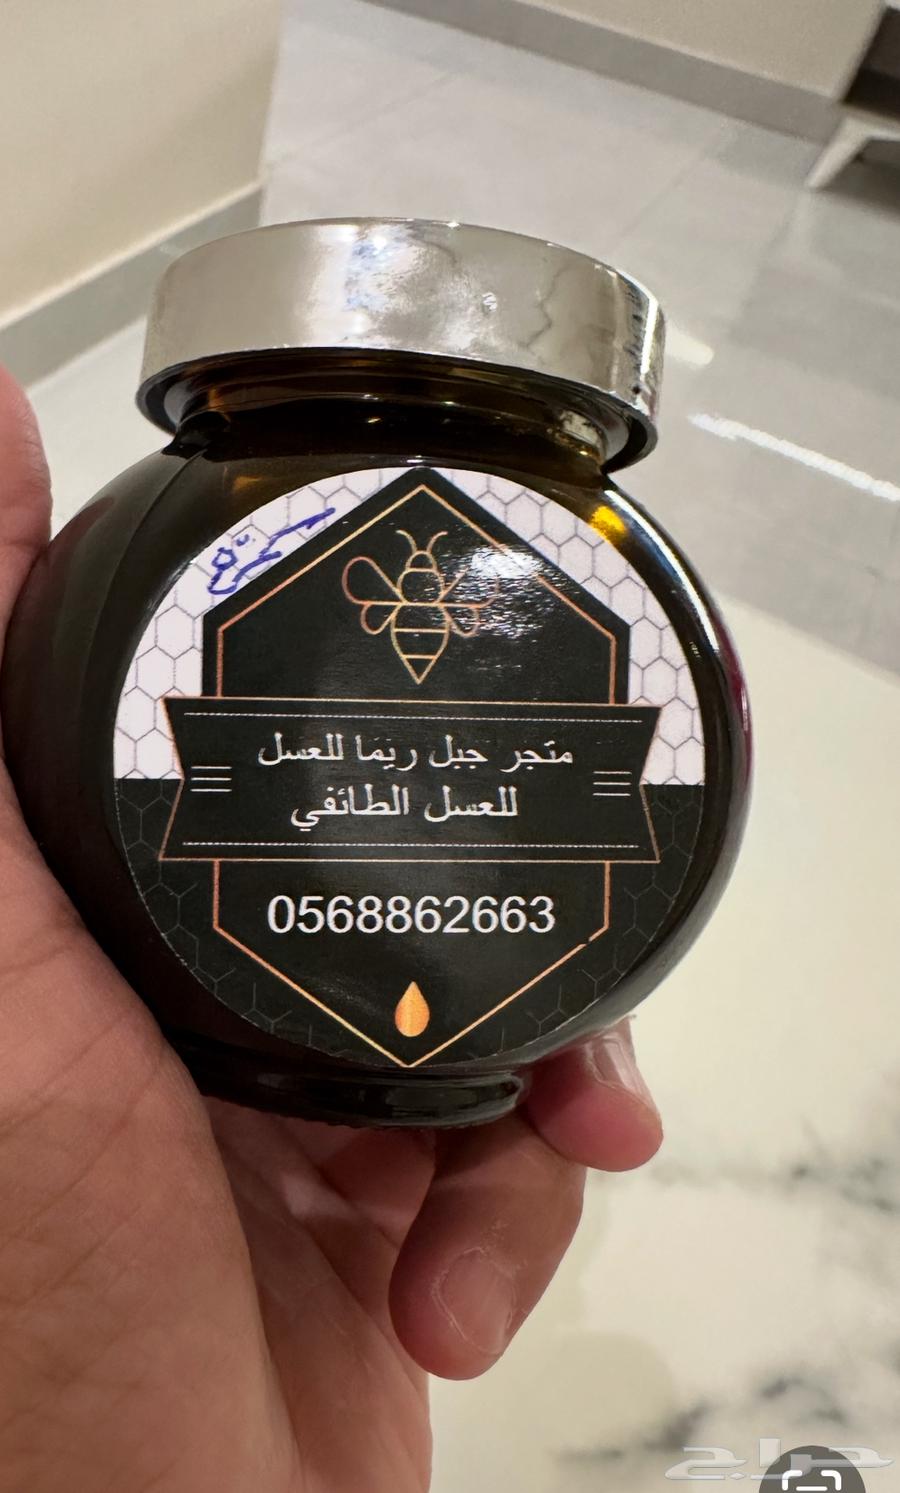 متجر جبل ريما للعسل
للعسل الطائفي
0568862663
حراج